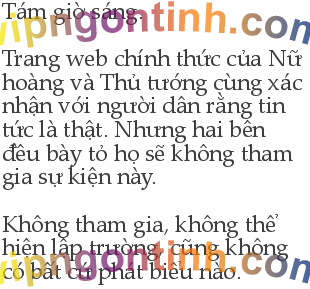 Tám giờ sáng.
vipngontinh.com
Trang web chính thức của Nữ
hoàng và Thủ tướng cùng xác
nhận với người dân rằng tin
tức là thật. Nhưng hai bên
đều bày tỏ họ sẽ không tham
gia sự kiện này.
Không tham gia, không thể
hiện lập trường, cũng không
có bất cứ phát biểu nào.
vipngontinh.com